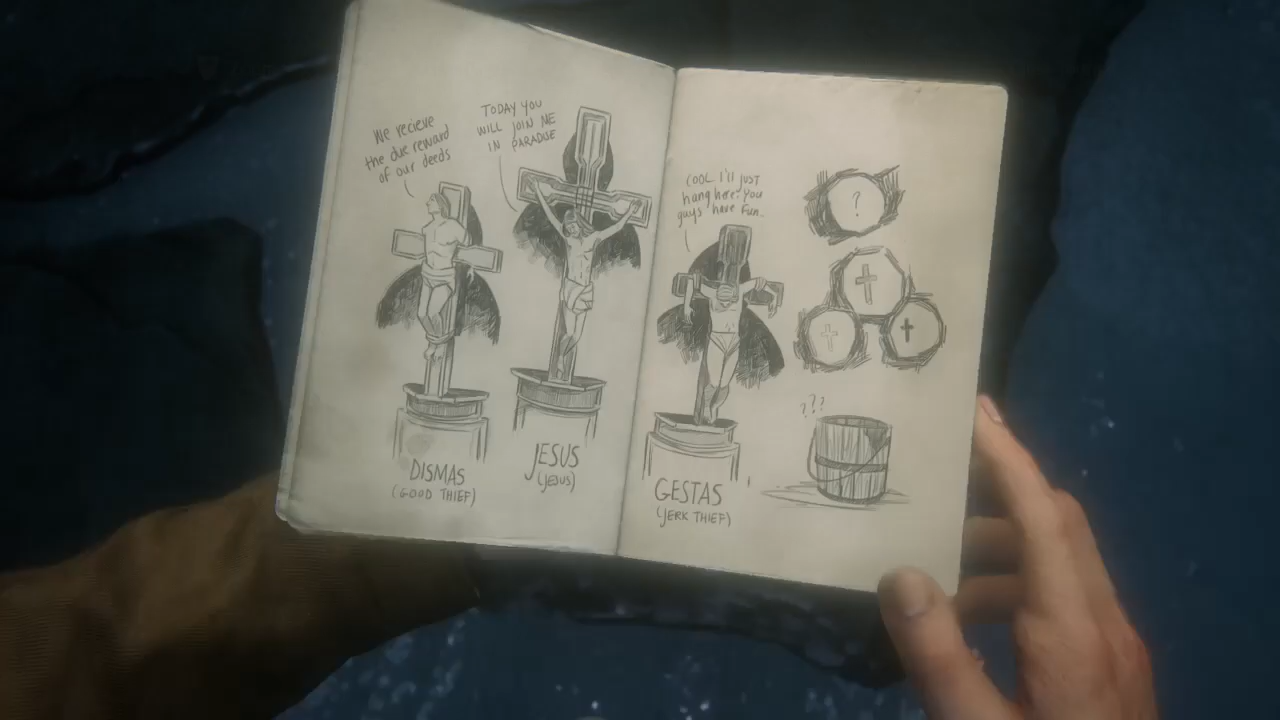 We recieve
the due reward
of our deeds
TODAY YOU
WILL JOIN ME
IN PARADISE
DISMAS
(GOOD THIEF)
JESUS
(JESUS)
COOL I'll JUST
hang here. You
guys have Fun..
GESTAS
(JERK THIEF)
?
???